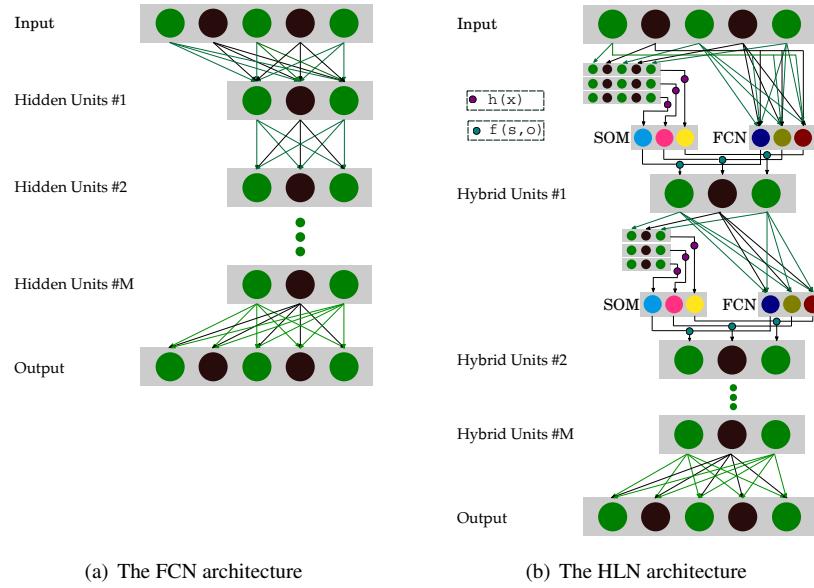 Input
Hidden Units #1
Hidden Units #2
Hidden Units #M
Output
(a) The FCN architecture
Input
h(x)
f(s,o)
SOM
FCN
Hybrid Units #1
SOM
FCN
Hybrid Units #2
Hybrid Units #M
Output
(b) The HLN architecture